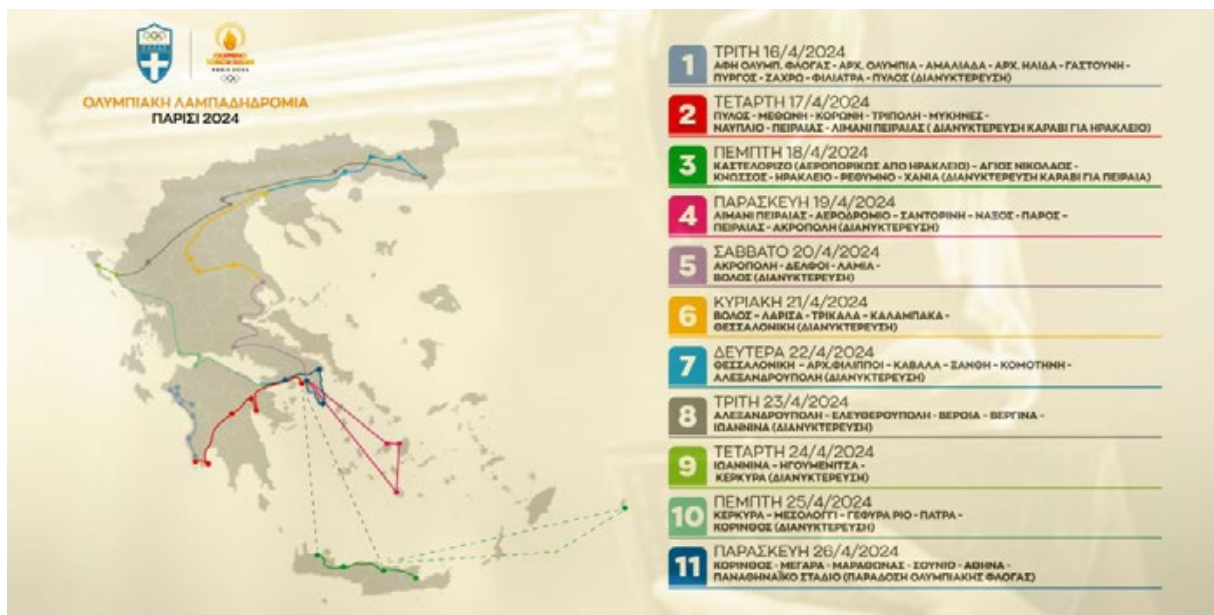 ΕΛΛΑΣ
ΟΛΥΜΠΙΑΚΗ ΛΑΜΠΑΔΗΔΡΟΜΙΑ
ΠΑΡΙΣΙ 2024
1
ΤΡΙΤΗ 16/4/2024
ΑΦΗ ΟΛΥΜΠ. ΦΛΟΓΑΣ - ΑΡΧ. ΟΛΥΜΠΙΑ - ΑΜΑΛΙΑΔΑ - ΑΡΧ. ΗΛΙΔΑ - ΓΑΣΤΟΥΝΗ -
ΠΥΡΓΟΣ - ΖΑΧΑΡΩ - ΦΙΛΙΑΤΡΑ - ΠΥΛΟΣ (ΔΙΑΝΥΚΤΕΡΕΥΣΗ)
2
ΤΕΤΑΡΤΗ 17/4/2024
ΠΥΛΟΣ - ΜΕΘΩΝΗ - ΚΟΡΩΝΗ - ΤΡΙΠΟΛΗ - ΜΥΚΗΝΕΣ -
ΝΑΥΠΛΙΟ - ΠΕΙΡΑΙΑΣ - ΛΙΜΑΝΙ ΠΕΙΡΑΙΑΣ ( ΔΙΑΝΥΚΤΕΡΕΥΣΗ ΚΑΡΑΒΙ ΓΙΑ ΗΡΑΚΛΕΙΟ)
3
ΠΕΜΠΤΗ 18/4/2024
ΚΑΣΤΕΛΟΡΙΖΟ (ΑΕΡΟΠΟΡΙΚΩΣ ΑΠΟ ΗΡΑΚΛΕΙΟ) - ΑΓΙΟΣ ΝΙΚΟΛΑΟΣ -
ΚΝΩΣΣΟΣ - ΗΡΑΚΛΕΙΟ - ΡΕΘΥΜΝΟ - ΧΑΝΙΑ (ΔΙΑΝΥΚΤΕΡΕΥΣΗ ΚΑΡΑΒΙ ΓΙΑ ΠΕΙΡΑΙΑ)
4
ΠΑΡΑΣΚΕΥΗ 19/4/2024
ΛΙΜΑΝΙ ΠΕΙΡΑΙΑΣ - ΑΕΡΟΔΡΟΜΙΟ - ΣΑΝΤΟΡΙΝΗ - ΝΑΞΟΣ - ΠΑΡΟΣ -
ΠΕΙΡΑΙΑΣ - ΑΚΡΟΠΟΛΗ (ΔΙΑΝΥΚΤΕΡΕΥΣΗ)
5
ΣΑΒΒΑΤΟ 20/4/2024
ΑΚΡΟΠΟΛΗ - ΔΕΛΦΟΙ - ΛΑΜΙΑ -
ΒΟΛΟΣ (ΔΙΑΝΥΚΤΕΡΕΥΣΗ)
6
ΚΥΡΙΑΚΗ 21/4/2024
ΒΟΛΟΣ - ΛΑΡΙΣΑ - ΤΡΙΚΑΛΑ - ΚΑΛΑΜΠΑΚΑ -
ΘΕΣΣΑΛΟΝΙΚΗ (ΔΙΑΝΥΚΤΕΡΕΥΣΗ)
7
ΔΕΥΤΕΡΑ 22/4/2024
ΘΕΣΣΑΛΟΝΙΚΗ - ΑΡΧ.ΦΙΛΙΠΠΟΙ - ΚΑΒΑΛΑ - ΞΑΝΘΗ - ΚΟΜΟΤΗΝΗ -
ΑΛΕΞΑΝΔΡΟΥΠΟΛΗ (ΔΙΑΝΥΚΤΕΡΕΥΣΗ)
8
ΤΡΙΤΗ 23/4/2024
ΑΛΕΞΑΝΔΡΟΥΠΟΛΗ - ΕΛΕΥΘΕΡΟΥΠΟΛΗ - ΒΕΡΟΙΑ - ΒΕΡΓΙΝΑ -
ΙΩΑΝΝΙΝΑ (ΔΙΑΝΥΚΤΕΡΕΥΣΗ)
9
ΤΕΤΑΡΤΗ 24/4/2024
ΙΩΑΝΝΙΝΑ - ΗΓΟΥΜΕΝΙΤΣΑ -
ΚΕΡΚΥΡΑ (ΔΙΑΝΥΚΤΕΡΕΥΣΗ)
10
ΠΕΜΠΤΗ 25/4/2024
ΚΕΡΚΥΡΑ - ΜΕΣΟΛΟΓΓΙ - ΓΕΦΥΡΑ ΡΙΟ - ΠΑΤΡΑ -
ΚΟΡΙΝΘΟΣ (ΔΙΑΝΥΚΤΕΡΕΥΣΗ)
11
ΠΑΡΑΣΚΕΥΗ 26/4/2024
ΚΟΡΙΝΘΟΣ - ΜΕΓΑΡΑ - ΜΑΡΑΘΩΝΑΣ - ΣΟΥΝΙΟ - ΑΘΗΝΑ -
ΠΑΝΑΘΗΝΑΪΚΟ ΣΤΑΔΙΟ (ΠΑΡΑΔΟΣΗ ΟΛΥΜΠΙΑΚΗΣ ΦΛΟΓΑΣ)